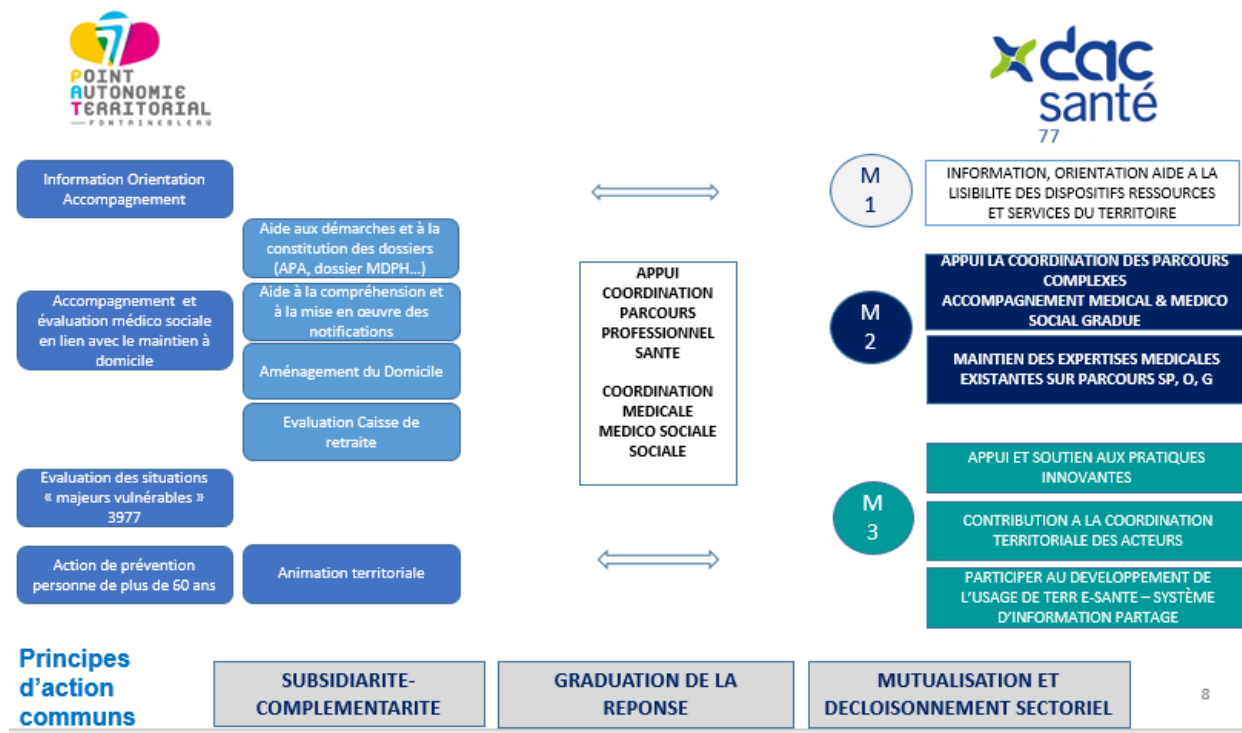 POINT
AUTONOMIE
TERRITORIAL
FONTAINEBLEAU
dac
santé
77
Information Orientation
Accompagnement
Aide aux démarches et à la
constitution des dossiers
(APA, dossier MDPH...)
Accompagnement et
évaluation médico sociale
en lien avec le maintien à
domicile
Aide à la compréhension et
à la mise en œuvre des
notifications
Aménagement du Domicile
Evaluation Caisse de
retraite
Evaluation des situations
« majeurs vulnérables »
3977
Action de prévention
personne de plus de 60 ans
Animation territoriale
APPUI
COORDINATION
PARCOURS
PROFESSIONNEL
SANTE
COORDINATION
MEDICALE
MEDICO SOCIALE
SOCIALE
M
1
INFORMATION, ORIENTATION AIDE A LA
LISIBILITE DES DISPOSITIFS RESSOURCES
ET SERVICES DU TERRITOIRE
M
2
APPUI LA COORDINATION DES PARCOURS
COMPLEXES
ACCOMPAGNEMENT MEDICAL & MEDICO
SOCIAL GRADUE
MAINTIEN DES EXPERTISES MEDICALES
EXISTANTES SUR PARCOURS SP, O, G
M
3
APPUI ET SOUTIEN AUX PRATIQUES
INNOVANTES
CONTRIBUTION A LA COORDINATION
TERRITORIALE DES ACTEURS
PARTICIPER AU DEVELOPPEMENT DE
L'USAGE DE TERR E-SANTE – SYSTÈME
D'INFORMATION PARTAGE
Principes
d'action
communs
SUBSIDIARITE-
COMPLEMENTARITE
GRADUATION DE LA
REPONSE
MUTUALISATION ET
DECLOISONNEMENT SECTORIEL
8